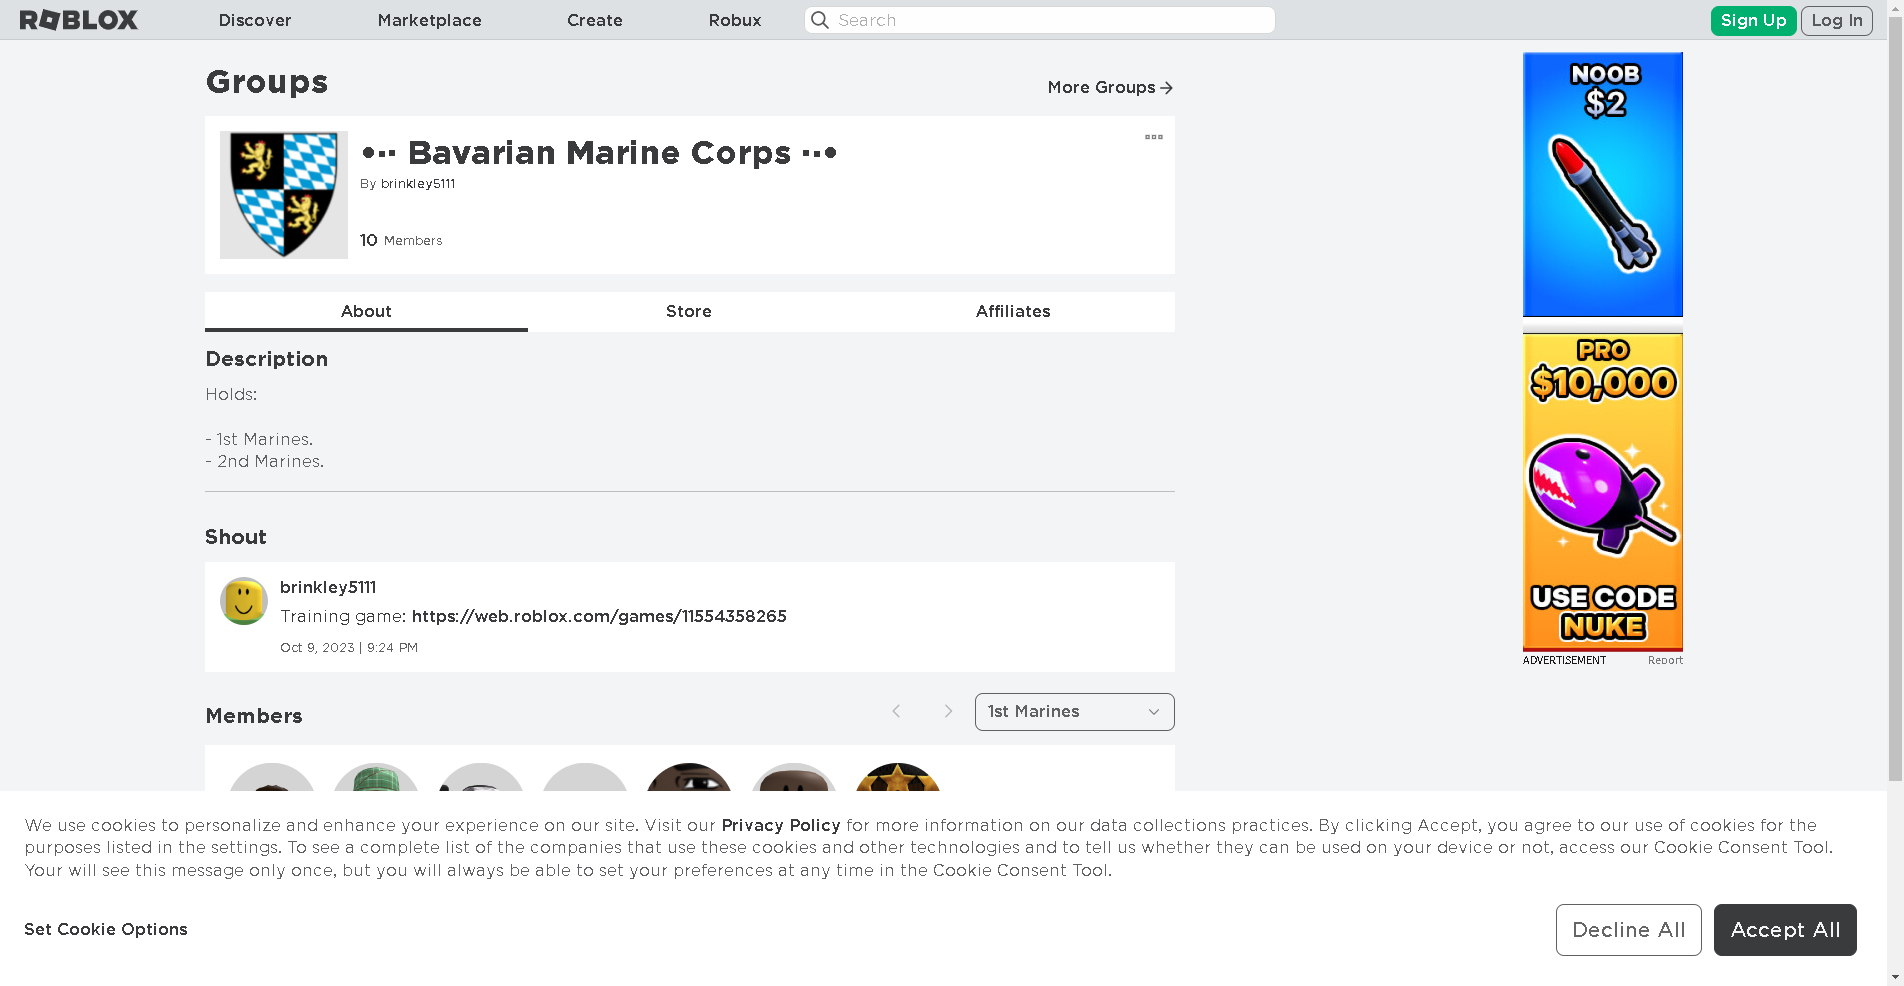 ROBLOX Discover Marketplace Create Robux Search Sign Up Log In
Groups
More Groups
•·· Bavarian Marine Corps ··•
By brinkley5111
10 Members
About Store Affiliates
Description
Holds:
- 1st Marines.
- 2nd Marines.
Shout
brinkley5111
Training game: https://web.roblox.com/games/11554358265
Oct 9, 2023 | 9:24 PM
Members
1st Marines
NOOB
$2
PRO
$10,000
USE CODE
NUKE
ADVERTISEMENT Report
We use cookies to personalize and enhance your experience on our site. Visit our Privacy Policy for more information on our data collections practices. By clicking Accept, you agree to our use of cookies for the
purposes listed in the settings. To see a complete list of the companies that use these cookies and other technologies and to tell us whether they can be used on your device or not, access our Cookie Consent Tool.
Your will see this message only once, but you will always be able to set your preferences at any time in the Cookie Consent Tool.
Set Cookie Options
Decline All
Accept All